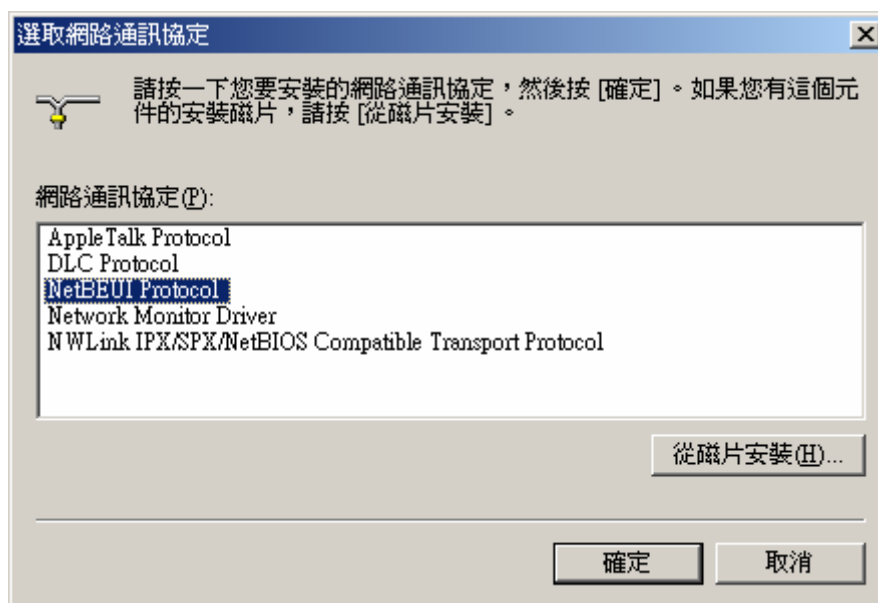 選取網路通訊協定
請按一下您要安裝的網路通訊協定，然後按 [確定]。如果您有這個元
件的安裝磁片，請按 [從磁片安裝]。
網路通訊協定(P):
AppleTalk Protocol
DLC Protocol
NetBEUI Protocol
Network Monitor Driver
NWLink IPX/SPX/NetBIOS Compatible Transport Protocol
從磁片安裝(H)...
確定
取消